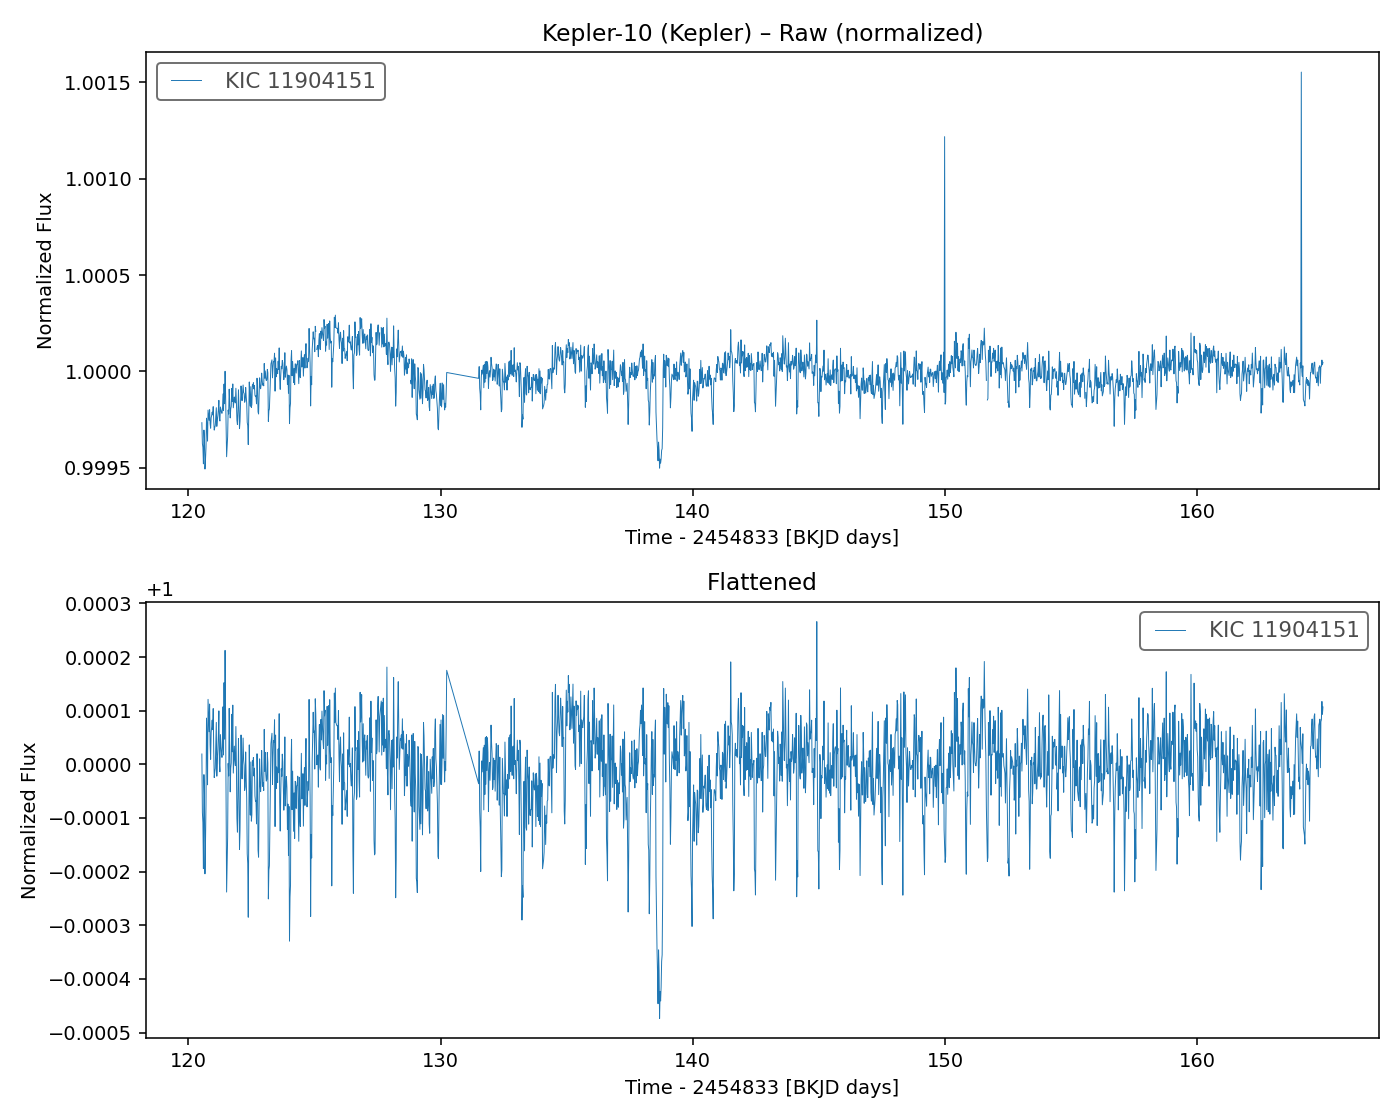 Kepler-10 (Kepler) – Raw (normalized)
KIC 11904151
1.0015
1.0010
1.0005
1.0000
0.9995
Normalized Flux
120 130 140 150 160
Time - 2454833 [BKJD days]
Flattened
+1
KIC 11904151
0.0003
0.0002
0.0001
0.0000
−0.0001
−0.0002
−0.0003
−0.0004
−0.0005
Normalized Flux
120 130 140 150 160
Time - 2454833 [BKJD days]